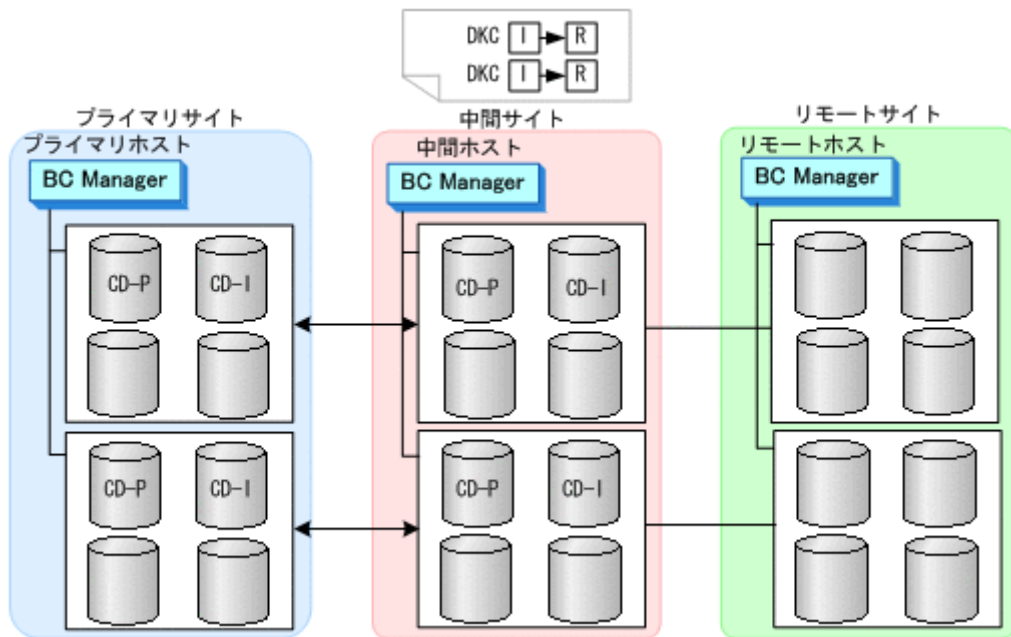 DKC I R
DKC I R
プライマリサイト
プライマリホスト
BC Manager
CD-P CD-I
CD-P CD-I
中間サイト
中間ホスト
BC Manager
CD-P CD-I
CD-P CD-I
リモートサイト
リモートホスト
BC Manager